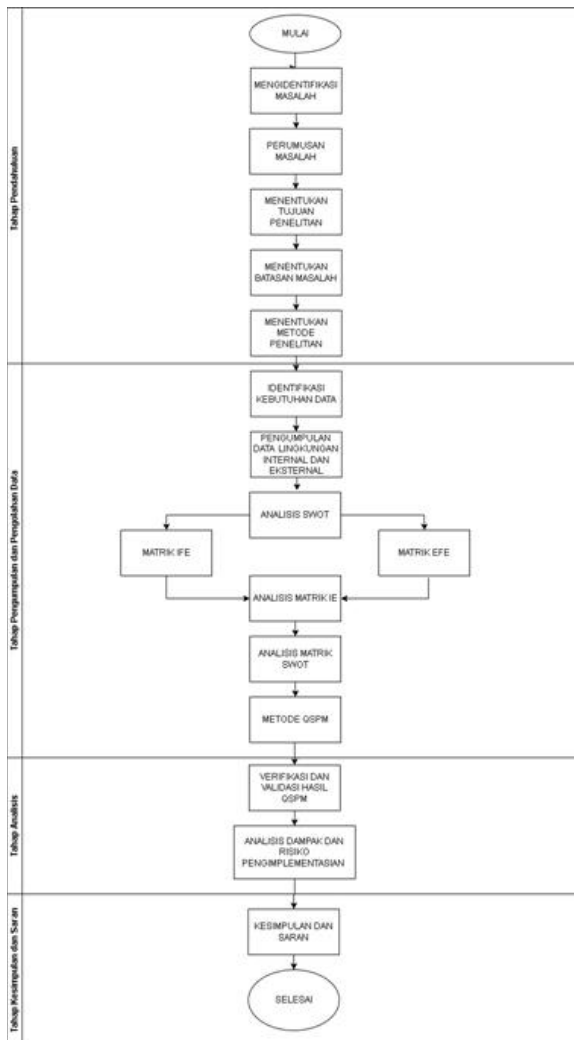 MULAI
Tahap Pendahuluan
MENGIDENTIFIKASI
MASALAH
PERUMUSAN
MASALAH
MENENTUKAN
TUJUAN
PENELITIAN
MENENTUKAN
BATASAN MASALAH
MENENTUKAN
METODE
PENELITIAN
Tahap Pengumpulan dan Pengolahan Data
IDENTIFIKASI
KEBUTUHAN DATA
PENGUMPULAN
DATA LINGKUNGAN
INTERNAL DAN
EKSTERNAL
ANALISIS SWOT
MATRIK IFE
MATRIK EFE
ANALISIS MATRIK IE
ANALISIS MATRIK
SWOT
METODE QSPM
Tahap Analisis
VERIFIKASI DAN
VALIDASI HASIL
QSPM
ANALISIS DAMPAK DAN
RISIKO
PENGIMPLEMENTASIAN
Tahap Kesimpulan dan Saran
KESIMPULAN DAN
SARAN
SELESAI